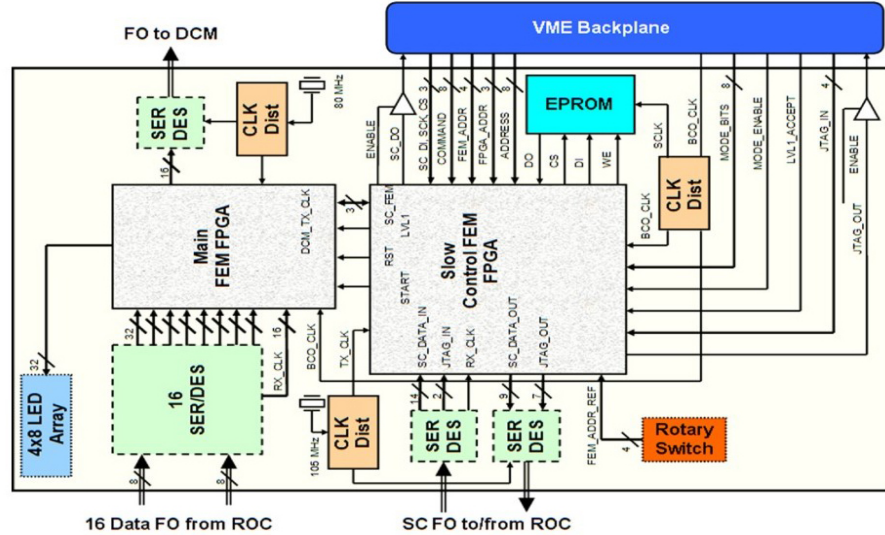 VME Backplane
FO to DCM
SER
DES
CLK
Dist
80 MHz
16
ENABLE
SC_DO
3
SC_DI_SCK_CS
8
COMMAND
4
FEM_ADDR
3
FPGA_ADDR
8
ADDRESS
EPROM
DO
CS
DI
WE
SCLK
BCO_CLK
CLK
Dist
BCO_CLK
8
MODE_BITS
MODE_ENABLE
LVL1_ACCEPT
4
JTAG_IN
ENABLE
JTAG_OUT
Main
FEM FPGA
DCM_TX_CLK
3
SC_FEM
LVL1
RST
START
Slow
Control FEM
FPGA
SC_DATA_IN
JTAG_IN
RX_CLK
SC_DATA_OUT
JTAG_OUT
32
16
RX_CLK
BCO_CLK
TX_CLK
32
4x8 LED
Array
16
SER/DES
105 MHz
CLK
Dist
14
2
9
7
SER
DES
SER
DES
FEM_ADDR_REF
4
Rotary
Switch
8
8
16 Data FO from ROC
SC FO to/from ROC